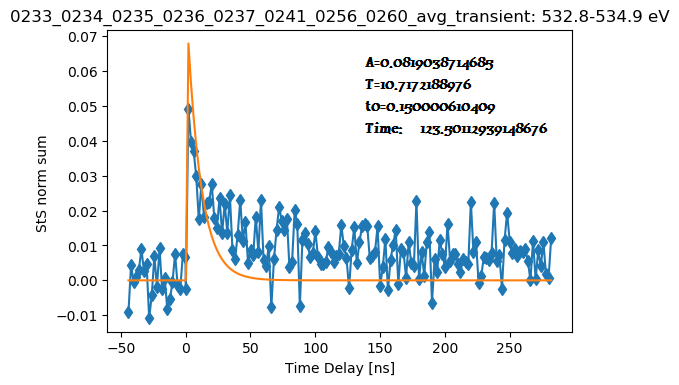 0233_0234_0235_0236_0237_0241_0256_0260_avg_transient: 532.8-534.9 eV
0.07
A=0.0819038714683
0.06
T=10.7172188976
0.05
t0=0.150000610409
Time: 123.50112939148676
0.04
StS norm sum
0.03
0.02
0.01
0.00
−0.01
−50 0 50 100 150 200 250
Time Delay [ns]